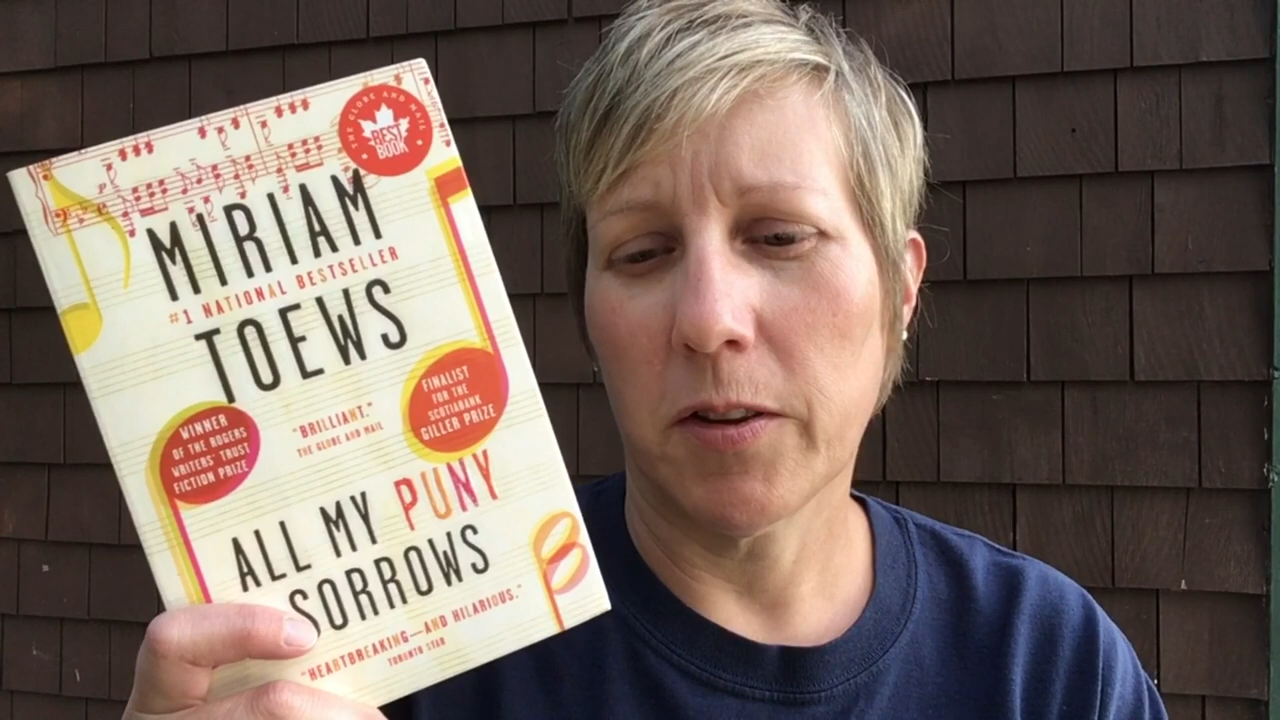 THE GLOBE AND MAIL
BEST
BOOK
MIRIAM
#1 NATIONAL BESTSELLER
TOEWS
WINNER
OF THE ROGERS
WRITERS' TRUST
FICTION PRIZE
"BRILLIANT."
THE GLOBE AND MAIL
FINALIST
FOR THE
SCOTIABANK
GILLER PRIZE
ALL MY PUNY
SORROWS
"HEARTBREAKING—AND HILARIOUS."
TORONTO STAR